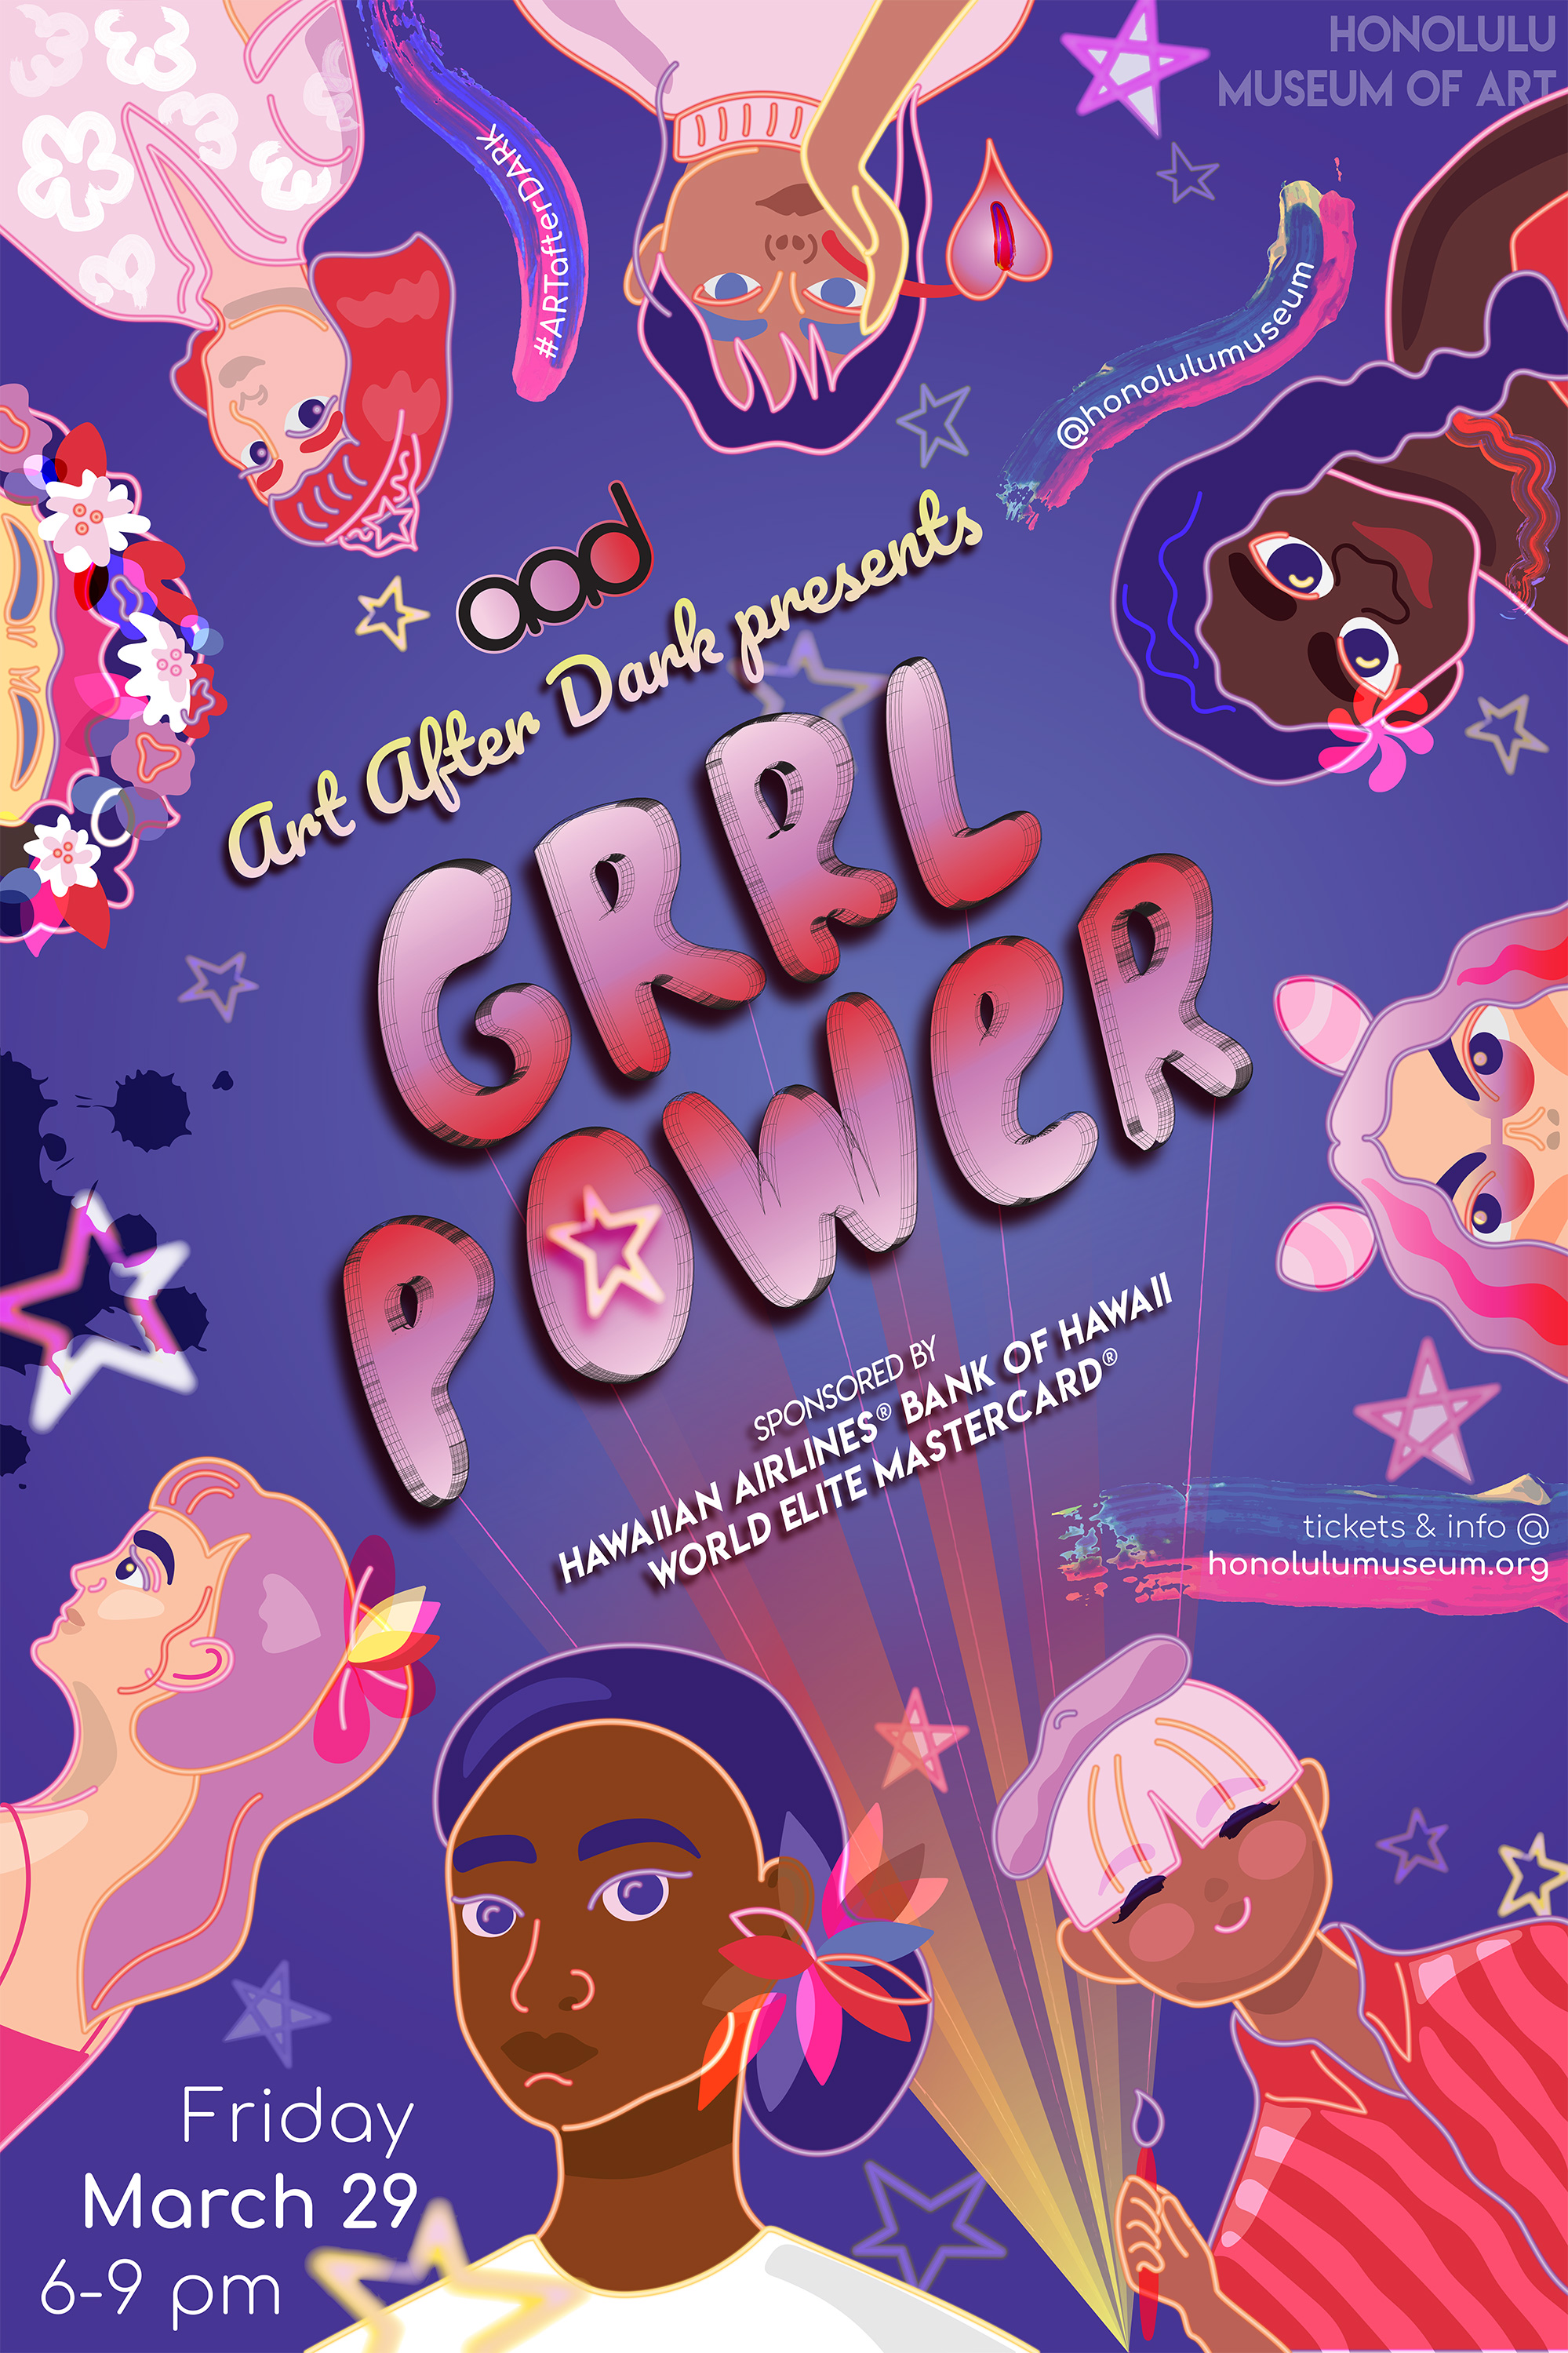 HONOLULU
MUSEUM OF ART
#ARTafterDARK
@honolulumuseum
aad
Art After Dark presents
GRRL
POWeR
SPONSORED BY
HAWAIIAN AIRLINES® BANK OF HAWAII
WORLD ELITE MASTERCARD®
tickets & info @
honolulumuseum.org
Friday
March 29
6-9 pm